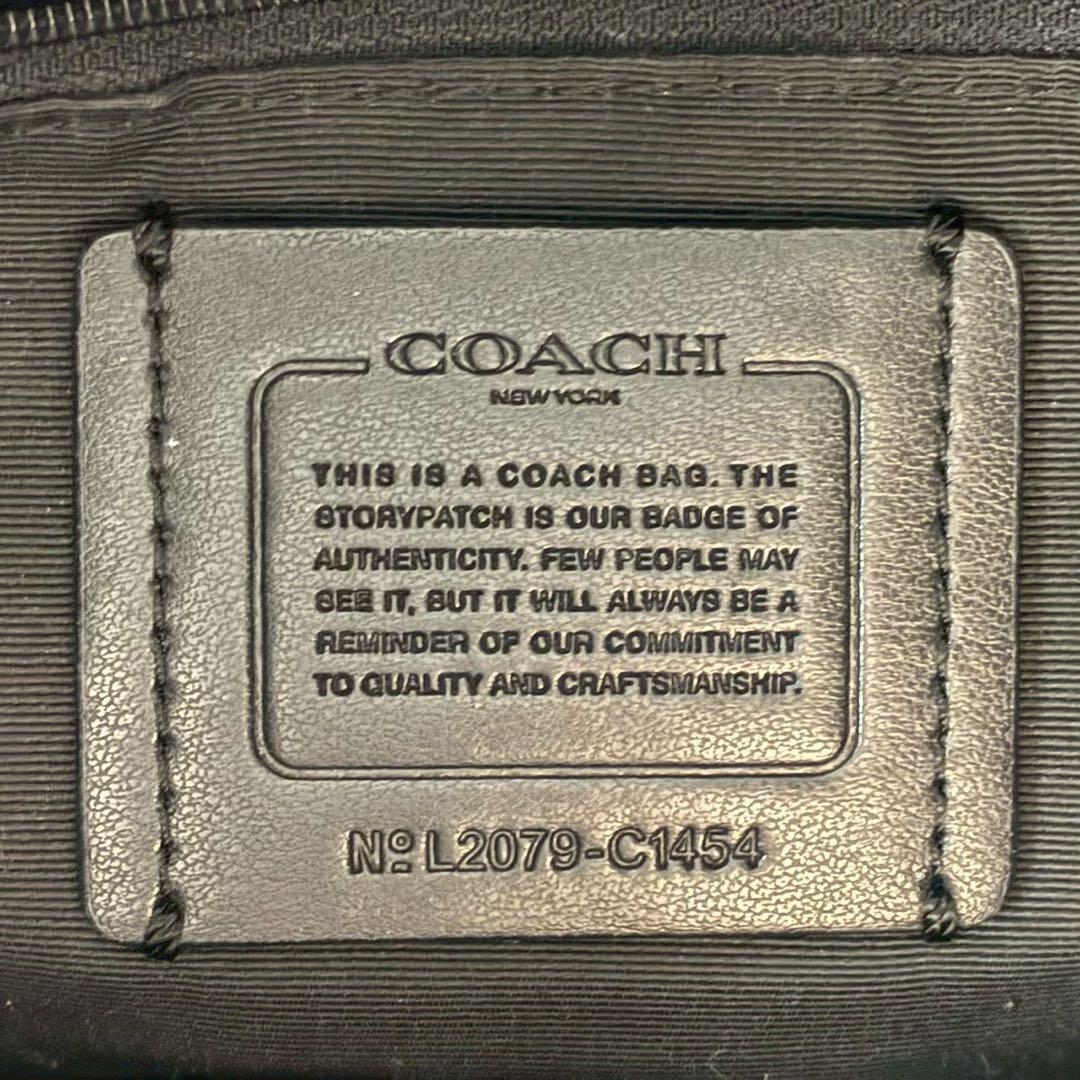 COACH
NEW YORK
THIS IS A COACH BAG. THE
STORYPATCH IS OUR BADGE OF
AUTHENTICITY. FEW PEOPLE MAY
SEE IT, BUT IT WILL ALWAYS BE A
REMINDER OF OUR COMMITMENT
TO QUALITY AND CRAFTSMANSHIP.
Nº L2079-C1454